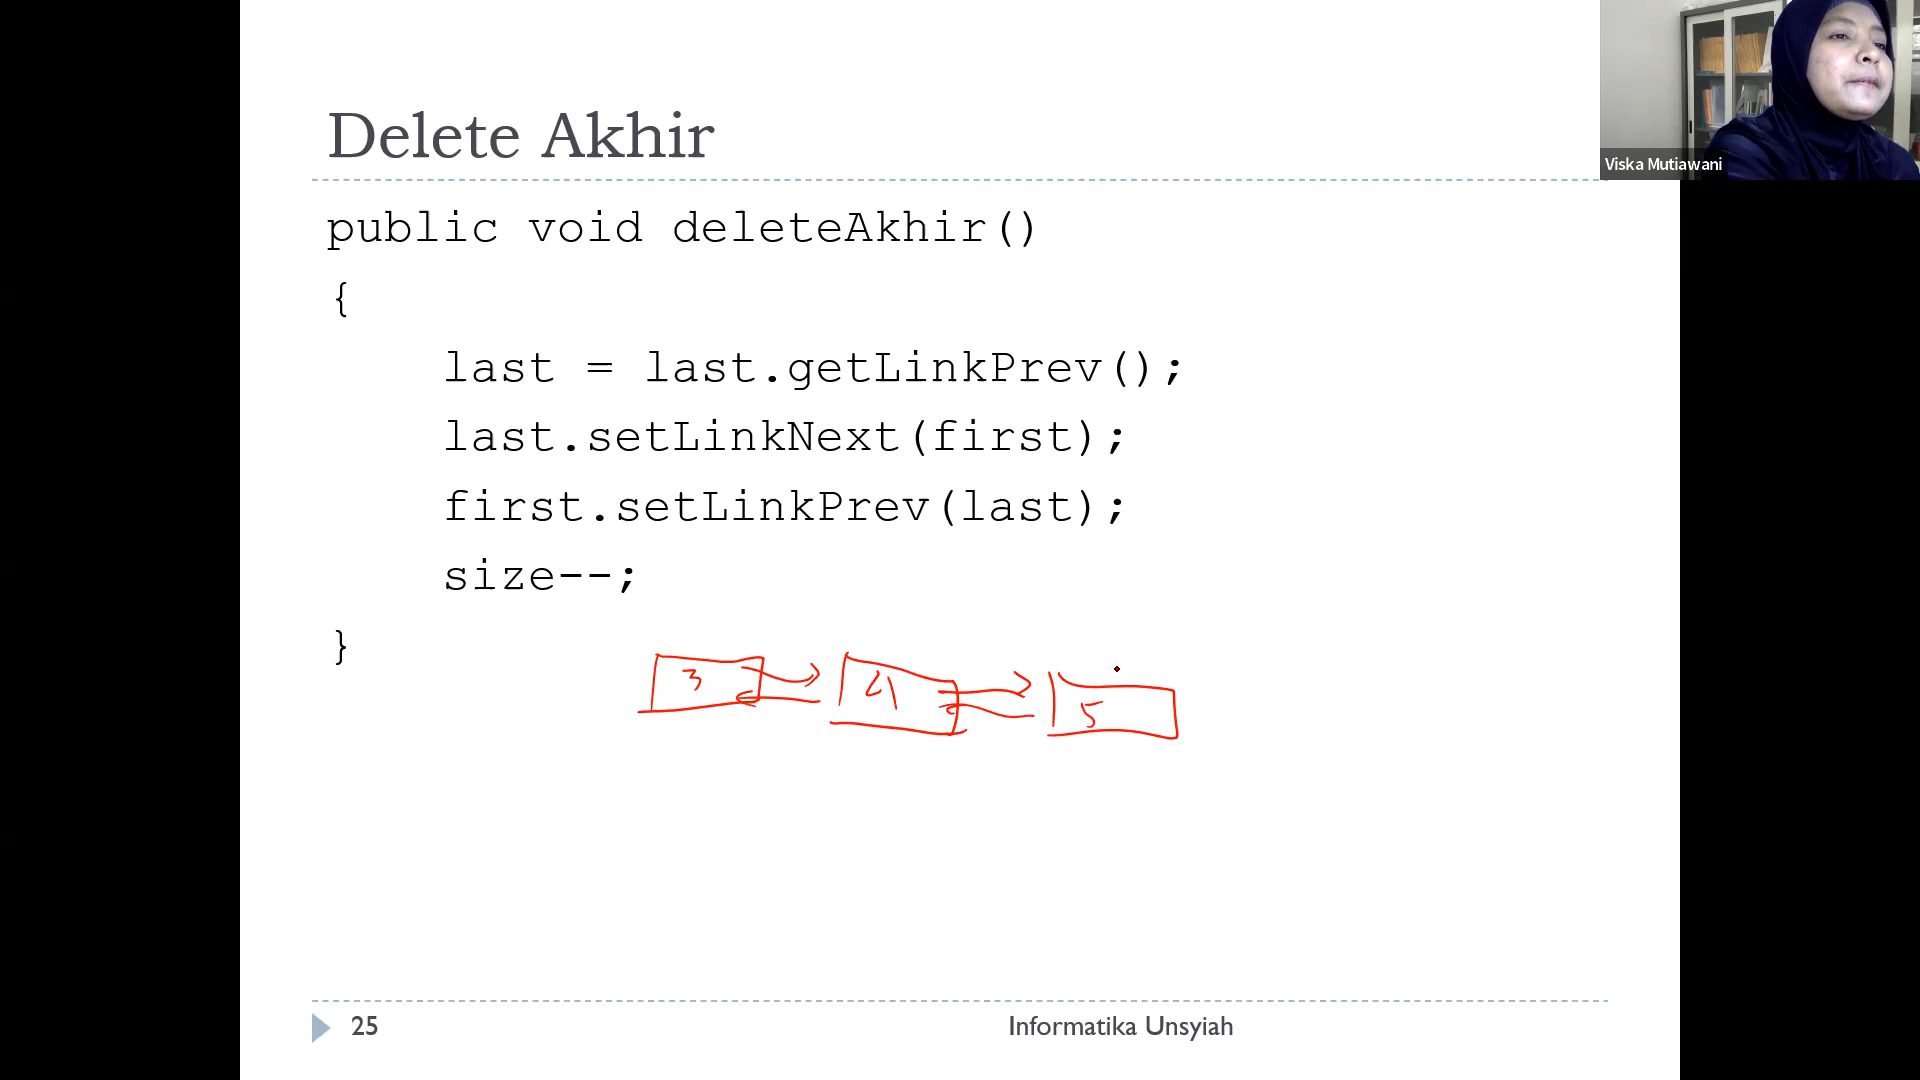 Viska Mutiawani
Delete Akhir
public void deleteAkhir()
{
last = last.getLinkPrev();
last.setLinkNext(first);
first.setLinkPrev(last);
size--;
}
3 21 5
25 Informatika Unsyiah